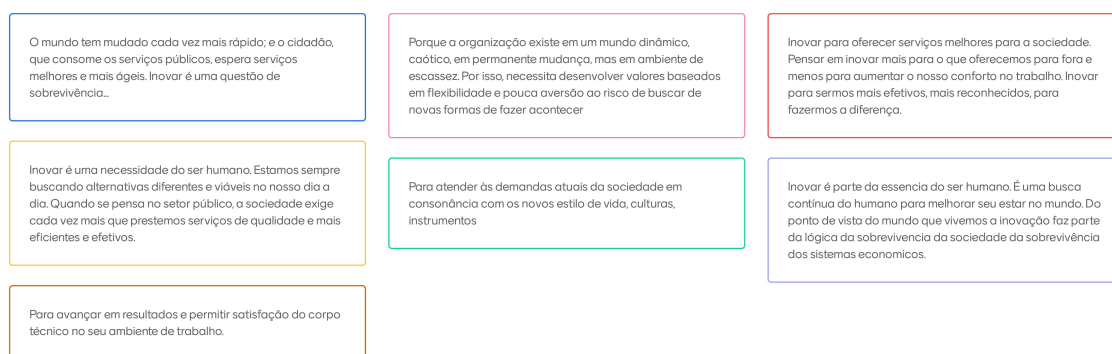 O mundo tem mudado cada vez mais rápido; e o cidadão,
que consome os serviços públicos, espera serviços
melhores e mais ágeis. Inovar é uma questão de
sobrevivência...
Inovar é uma necessidade do ser humano. Estamos sempre
buscando alternativas diferentes e viáveis no nosso dia a
dia. Quando se pensa no setor público, a sociedade exige
cada vez mais que prestemos serviços de qualidade e mais
eficientes e efetivos.
Para avançar em resultados e permitir satisfação do corpo
técnico no seu ambiente de trabalho.
Porque a organização existe em um mundo dinâmico,
caótico, em permanente mudança, mas em ambiente de
escassez. Por isso, necessita desenvolver valores baseados
em flexibilidade e pouca aversão ao risco de buscar de
novas formas de fazer acontecer
Para atender às demandas atuais da sociedade em
consonância com os novos estilo de vida, culturas,
instrumentos
Inovar para oferecer serviços melhores para a sociedade.
Pensar em inovar mais para o que oferecemos para fora e
menos para aumentar o nosso conforto no trabalho. Inovar
para sermos mais efetivos, mais reconhecidos, para
fazermos a diferença.
Inovar é parte da essencia do ser humano. É uma busca
contínua do humano para melhorar seu estar no mundo. Do
ponto de vista do mundo que vivemos a inovação faz parte
da lógica da sobrevivencia da sociedade da sobrevivência
dos sistemas economicos.